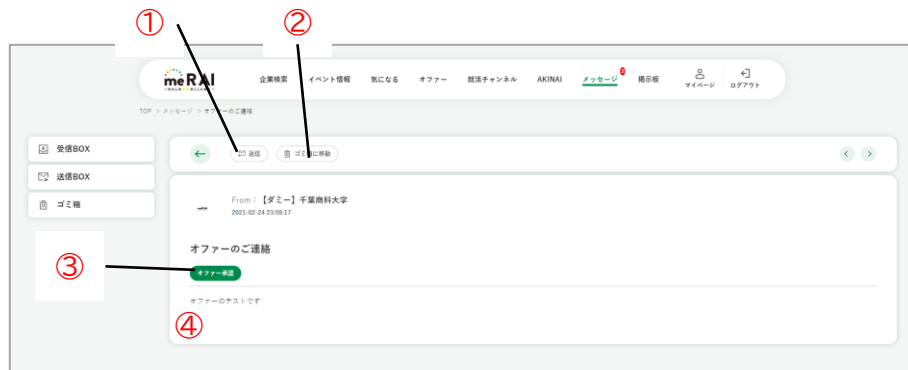 ① ②
meRAI
企業検索 イベント情報 気になる オファー 就活チャンネル AKINAI メッセージ 掲示板 マイページ ログアウト
TOP > メッセージ > オファーのご連絡
受信BOX
送信BOX
ゴミ箱
返信 ゴミ箱に移動
From:【ダミー】千葉商科大学
2021-02-24 23:59:17
オファーのご連絡
③
オファー承認
オファーのテストです
④